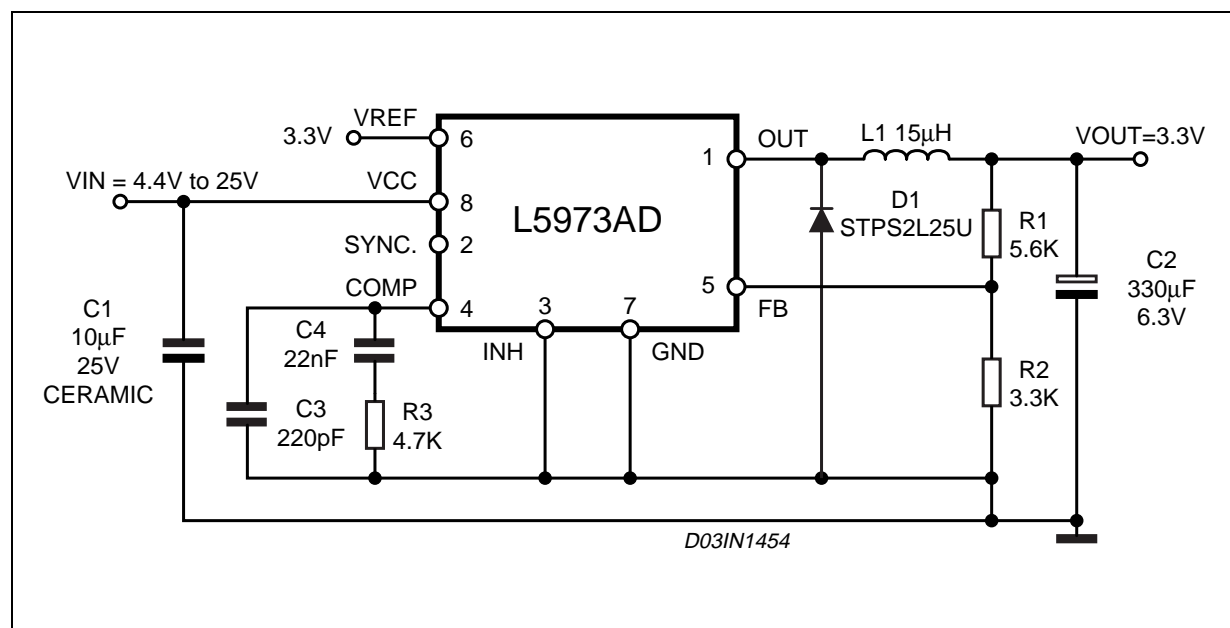 VREF
3.3V
6
VIN = 4.4V to 25V
VCC
8
SYNC.
2
COMP
4
L5973AD
3
7
INH
GND
1
OUT
5
FB
L1 15μH
VOUT=3.3V
D1
STPS2L25U
R1
5.6K
C2
330μF
6.3V
R2
3.3K
C1
10μF
25V
CERAMIC
C4
22nF
C3
220pF
R3
4.7K
D03IN1454